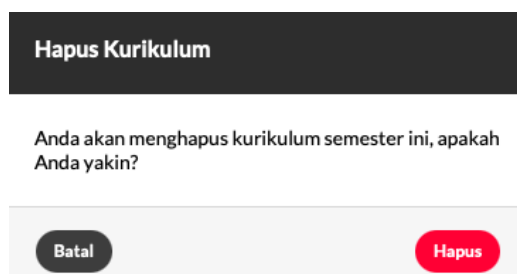 Hapus Kurikulum
Anda akan menghapus kurikulum semester ini, apakah
Anda yakin?
Batal
Hapus